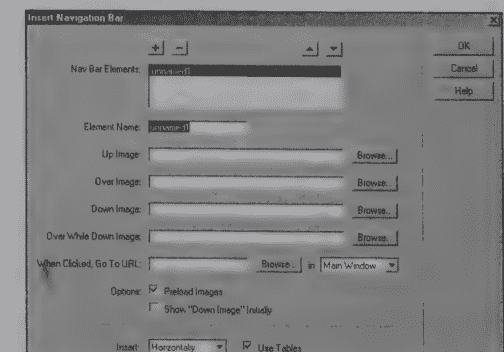 Insert Navigation Bar
OK
Nav Bar Elements: unnamed1
Cancel
Help
Element Name: unnamed1
Up Image: Browse...
Over Image: Browse...
Down Image: Browse...
Over While Down Image: Browse...
When Clicked, Go To URL: Browse... in Main Window
Options: Preload Images
Show "Down Image" Initially
Insert: Horizontally Use Tables